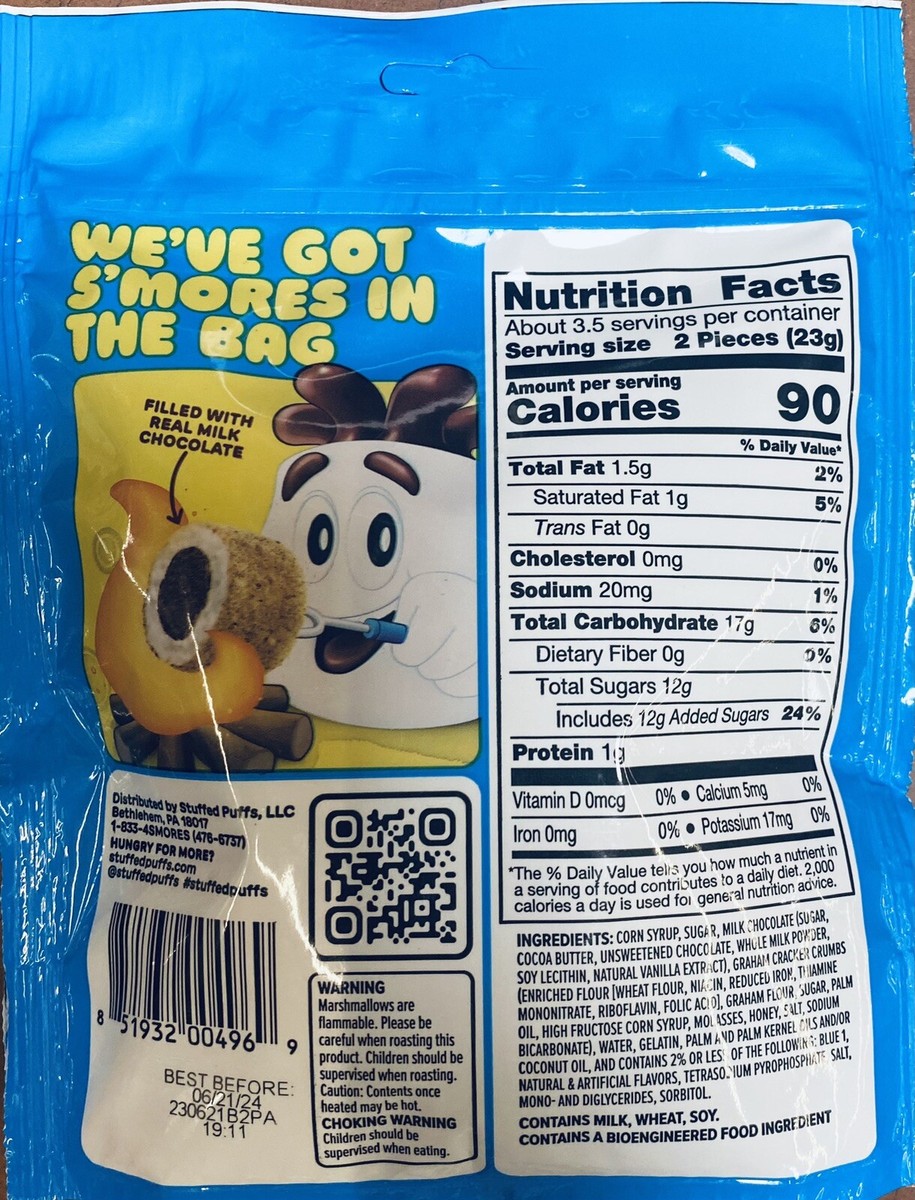 WE'VE GOT
S'MORES IN
THE BAG
FILLED WITH
REAL MILK
CHOCOLATE
Distributed by Stuffed Puffs, LLC
Bethlehem, PA 18017
1-833-4SMORES (476-6737)
HUNGRY FOR MORE?
stuffedpuffs.com
@stuffedpuffs #stuffedpuffs
8 51932 00496 9
BEST BEFORE:
06/21/24
230621B2PA
19:11
WARNING
Marshmallows are
flammable. Please be
careful when roasting this
product. Children should be
supervised when roasting.
Caution: Contents once
heated may be hot.
CHOKING WARNING
Children should be
supervised when eating.
Nutrition Facts
About 3.5 servings per container
Serving size 2 Pieces (23g)
Amount per serving
Calories 90
% Daily Value*
Total Fat 1.5g 2%
Saturated Fat 1g 5%
Trans Fat 0g
Cholesterol 0mg 0%
Sodium 20mg 1%
Total Carbohydrate 17g 6%
Dietary Fiber 0g 0%
Total Sugars 12g
Includes 12g Added Sugars 24%
Protein 1g
Vitamin D 0mcg 0% • Calcium 5mg 0%
Iron 0mg 0% • Potassium 17mg 0%
*The % Daily Value tells you how much a nutrient in
a serving of food contributes to a daily diet. 2,000
calories a day is used for general nutrition advice.
INGREDIENTS: CORN SYRUP, SUGAR, MILK CHOCOLATE (SUGAR,
COCOA BUTTER, UNSWEETENED CHOCOLATE, WHOLE MILK POWDER,
SOY LECITHIN, NATURAL VANILLA EXTRACT), GRAHAM CRACKER CRUMBS
(ENRICHED FLOUR [WHEAT FLOUR, NIACIN, REDUCED IRON, THIAMINE
MONONITRATE, RIBOFLAVIN, FOLIC ACID], GRAHAM FLOUR, SUGAR, PALM
OIL, HIGH FRUCTOSE CORN SYRUP, MOLASSES, HONEY, SALT, SODIUM
BICARBONATE), WATER, GELATIN, PALM AND PALM KERNEL OILS AND/OR
COCONUT OIL, AND CONTAINS 2% OR LESS OF THE FOLLOWING: BLUE 1,
NATURAL & ARTIFICIAL FLAVORS, TETRASODIUM PYROPHOSPHATE, SALT,
MONO- AND DIGLYCERIDES, SORBITOL.
CONTAINS MILK, WHEAT, SOY.
CONTAINS A BIOENGINEERED FOOD INGREDIENT